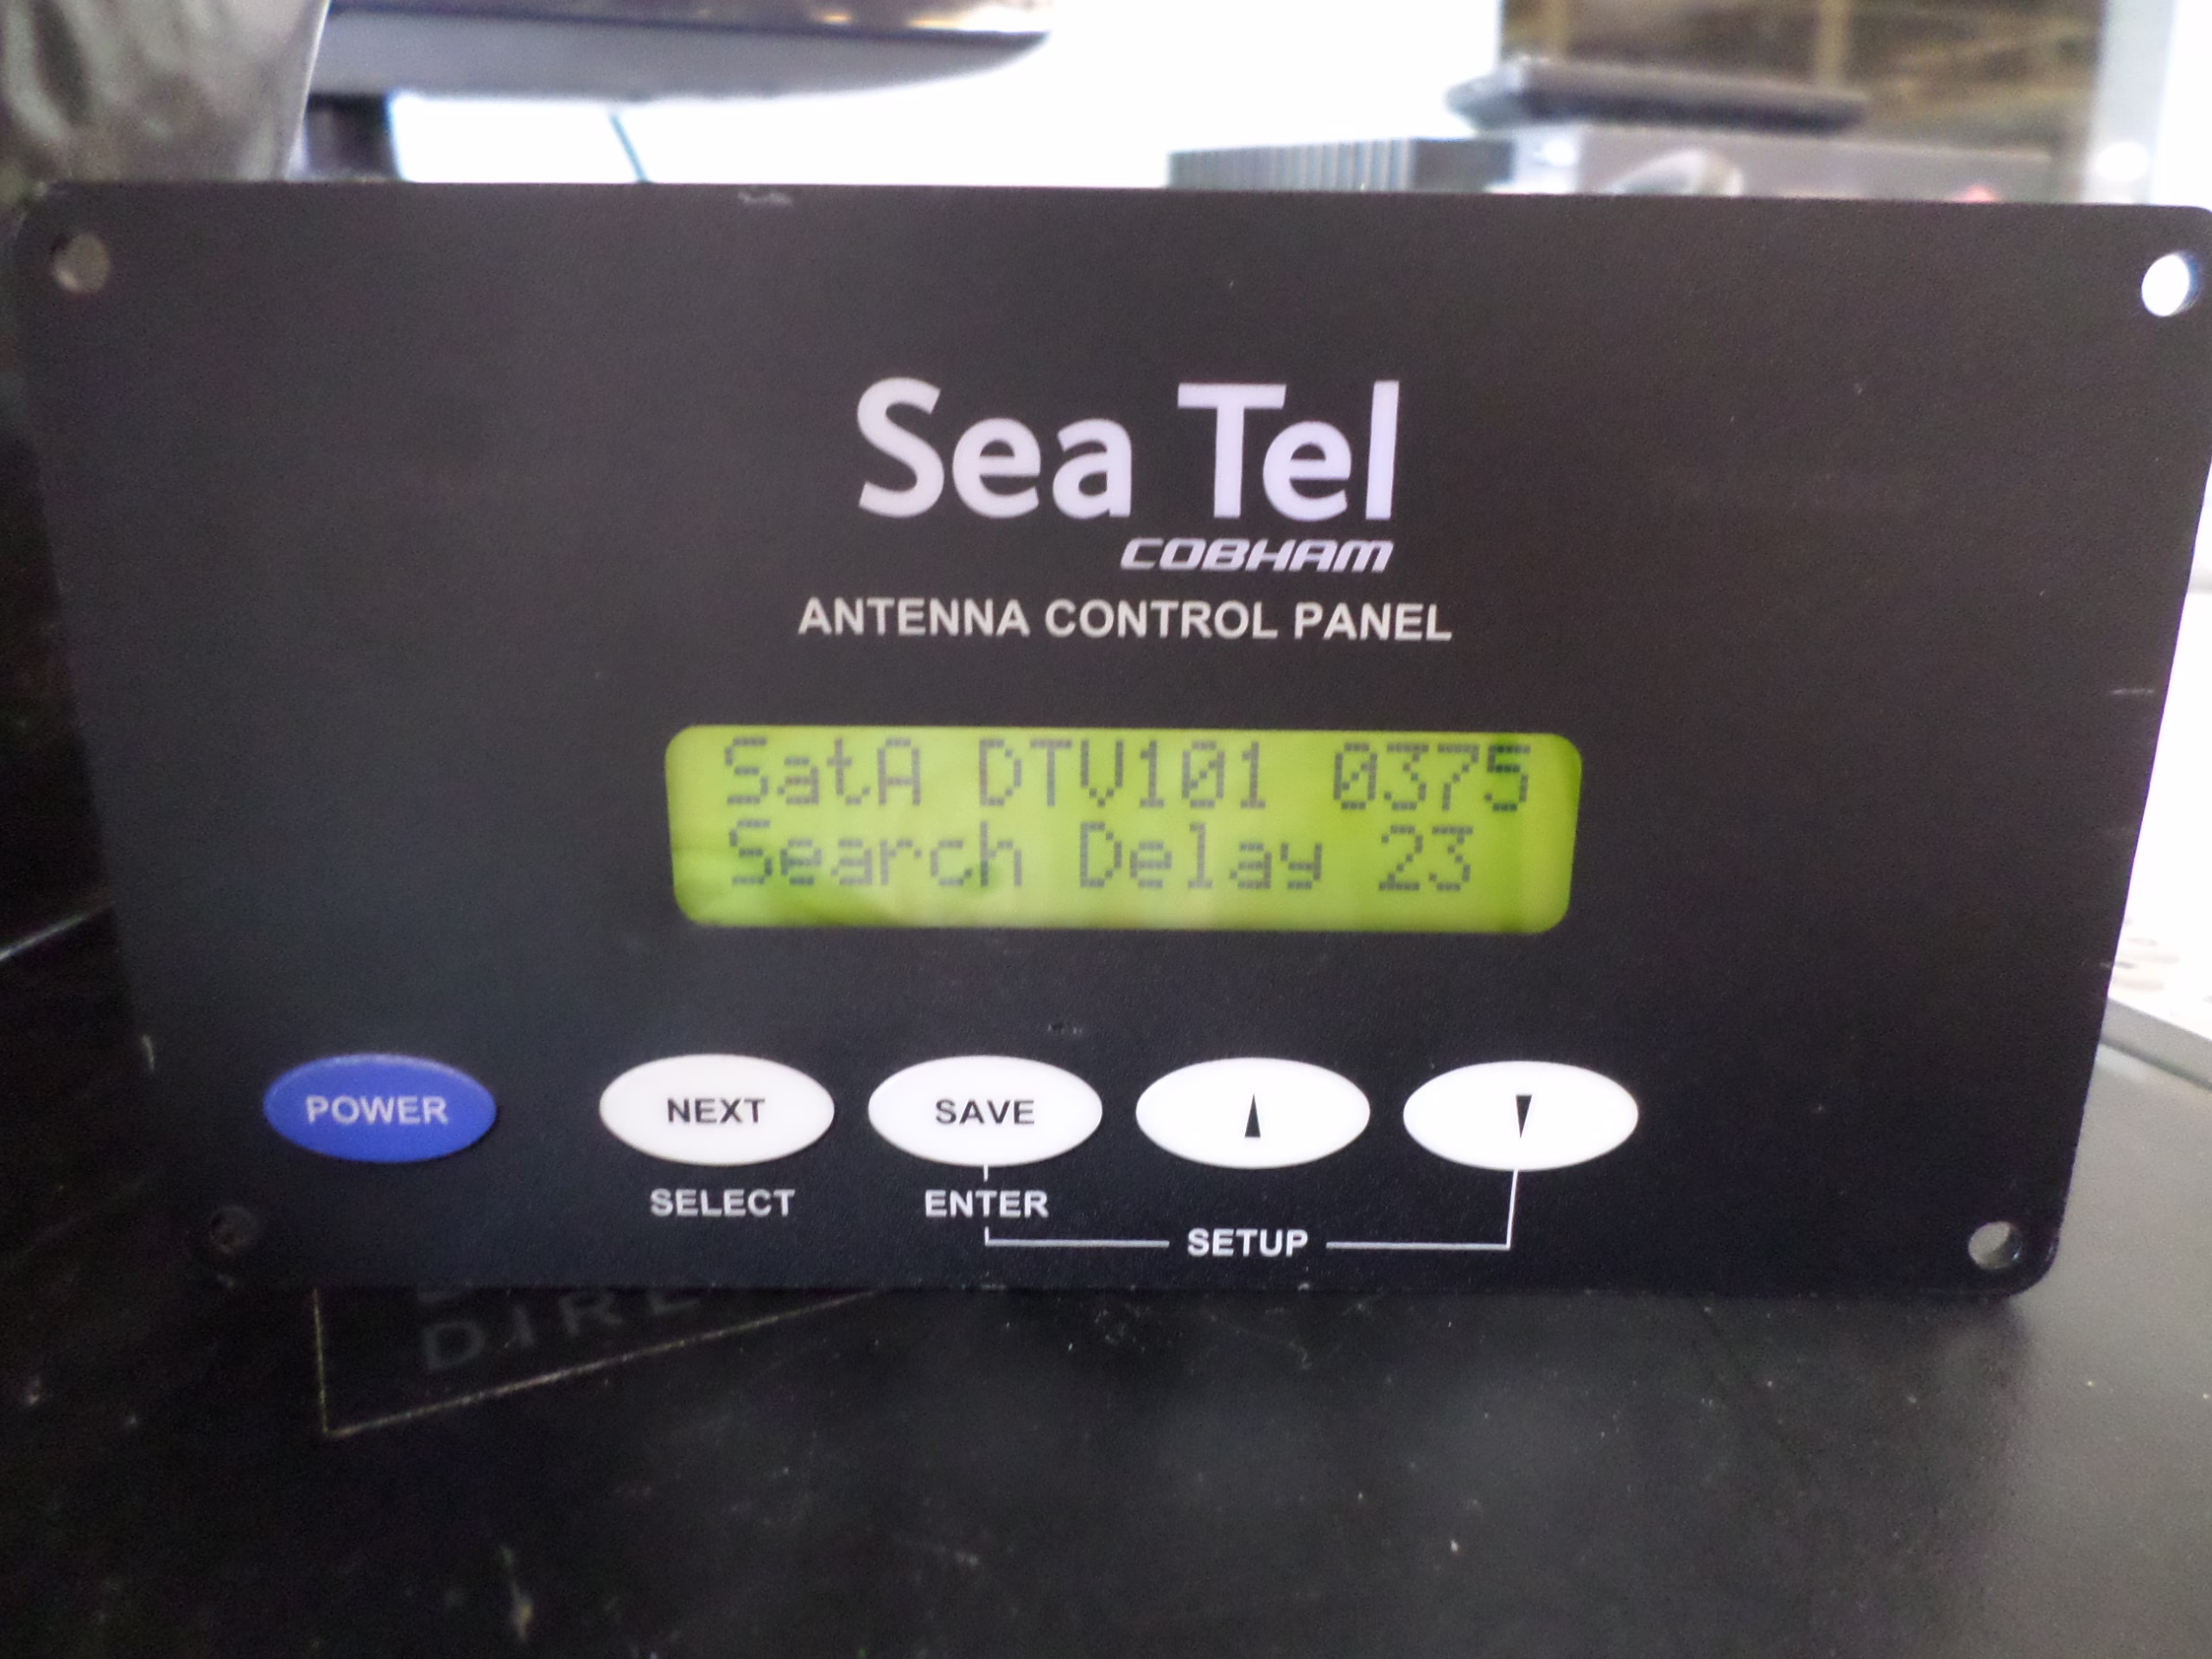 Sea Tel
COBHAM
ANTENNA CONTROL PANEL
SatA DTV101 0375
Search Delay 23
POWER NEXT SAVE
SELECT ENTER
SETUP